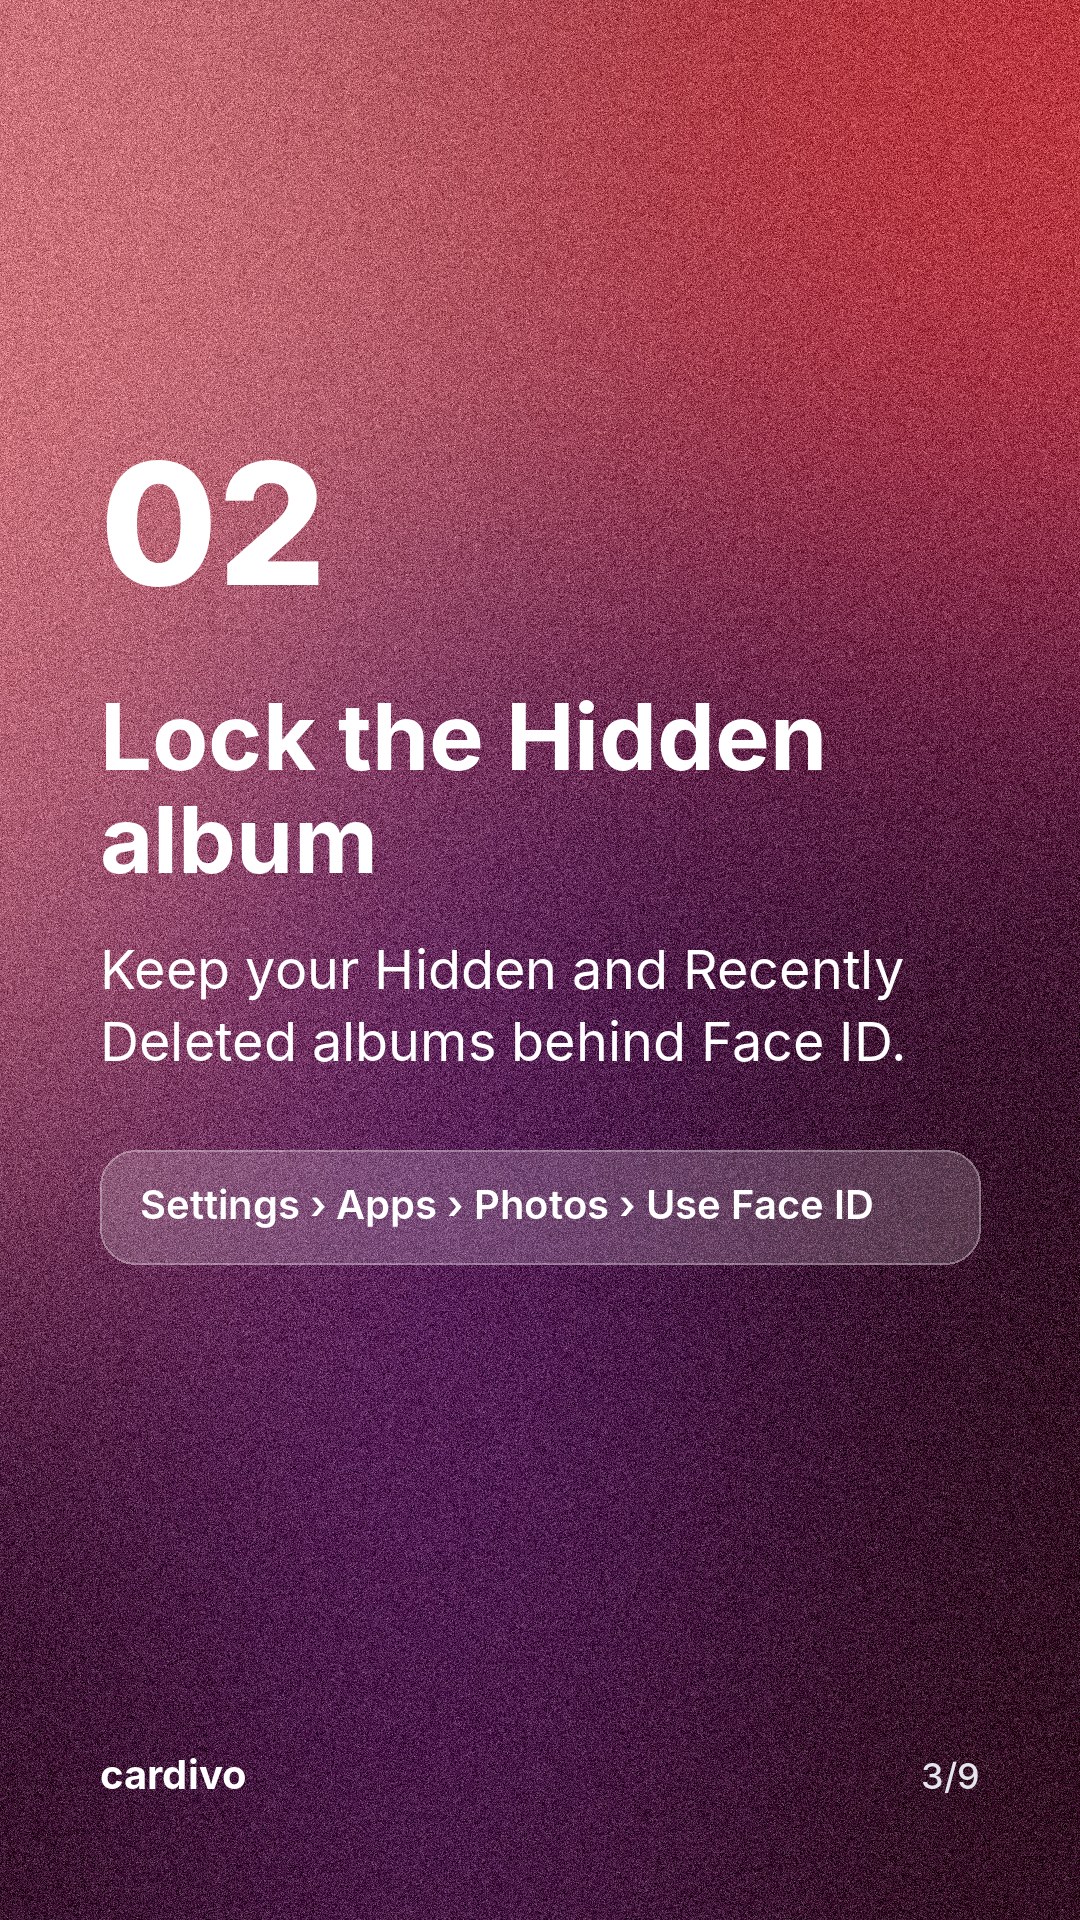 02
Lock the Hidden
album
Keep your Hidden and Recently
Deleted albums behind Face ID.
Settings › Apps › Photos › Use Face ID
cardivo
3/9